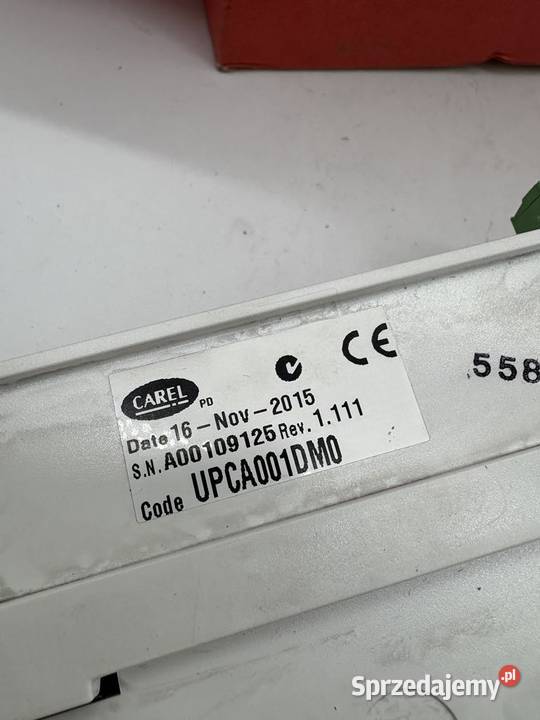 CAREL PD CE
Date 16-Nov-2015
S.N. A00109125 Rev. 1.111
Code UPCA001DM0
558
Sprzedajemy.pl